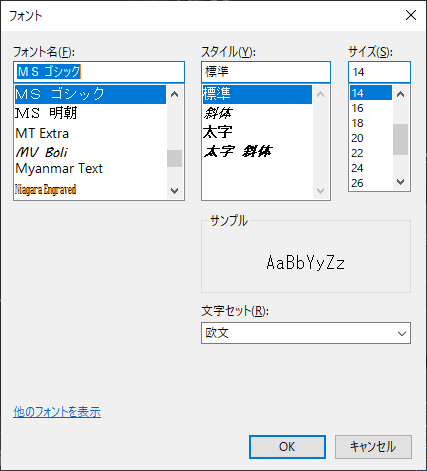 フォント
フォント名(F):
ＭＳ ゴシック
ＭＳ ゴシック
ＭＳ 明朝
MT Extra
MV Boli
Myanmar Text
Niagara Engraved
スタイル(Y):
標準
標準
斜体
太字
太字 斜体
サイズ(S):
14
14
16
18
20
22
24
26
サンプル
AaBbYyZz
文字セット(R):
欧文
他のフォントを表示
OK
キャンセル